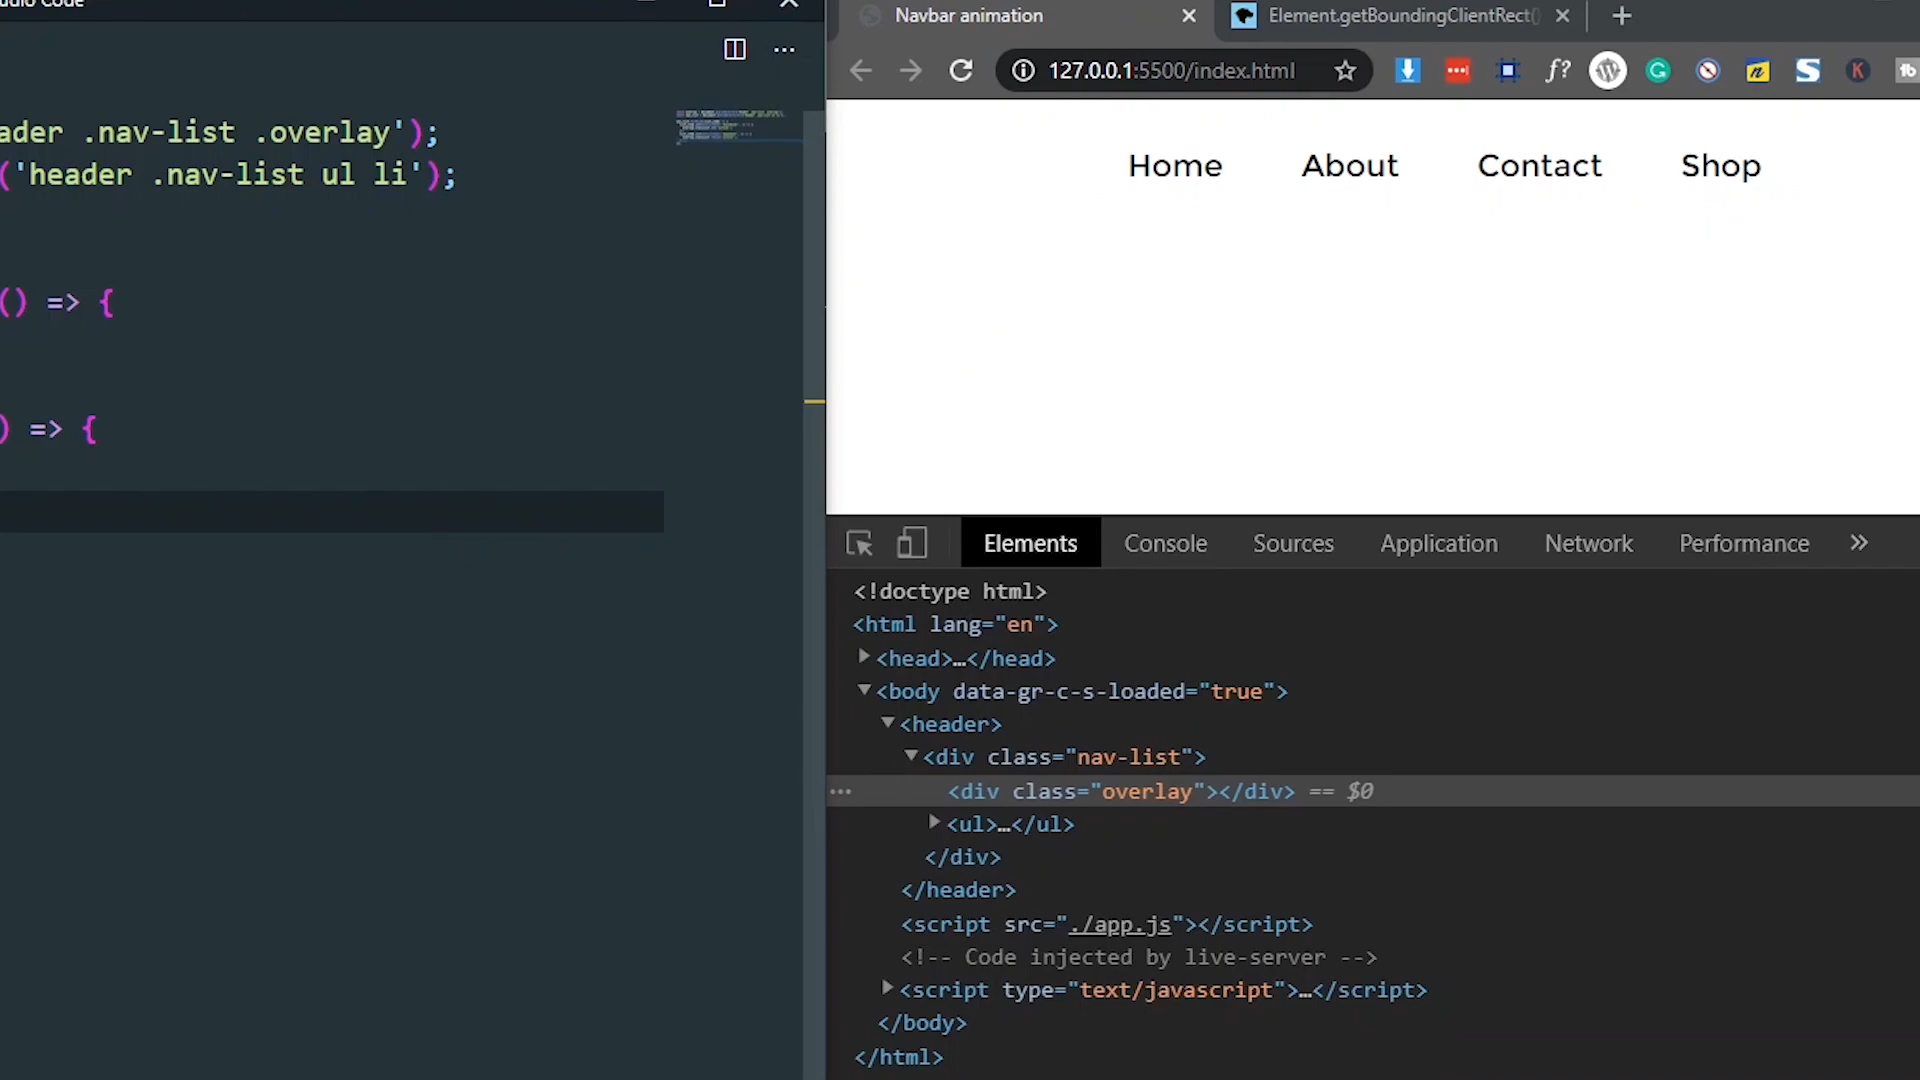 udio Code
ader .nav-list .overlay');
('header .nav-list ul li');
() => {
) => {
Navbar animation
Element.getBoundingClientRect()
127.0.0.1:5500/index.html
f?
Home About Contact Shop
Elements Console Sources Application Network Performance
<!doctype html>
<html lang="en">
<head>…</head>
<body data-gr-c-s-loaded="true">
<header>
<div class="nav-list">
<div class="overlay"></div> == $0
<ul>…</ul>
</div>
</header>
<script src="./app.js"></script>
<!-- Code injected by live-server -->
<script type="text/javascript">…</script>
</body>
</html>